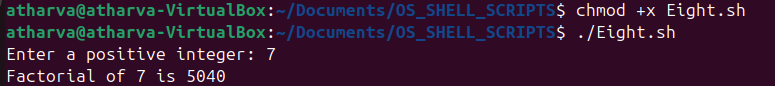 atharva@atharva-VirtualBox:~/Documents/OS_SHELL_SCRIPTS$ chmod +x Eight.sh
atharva@atharva-VirtualBox:~/Documents/OS_SHELL_SCRIPTS$ ./Eight.sh
Enter a positive integer: 7
Factorial of 7 is 5040